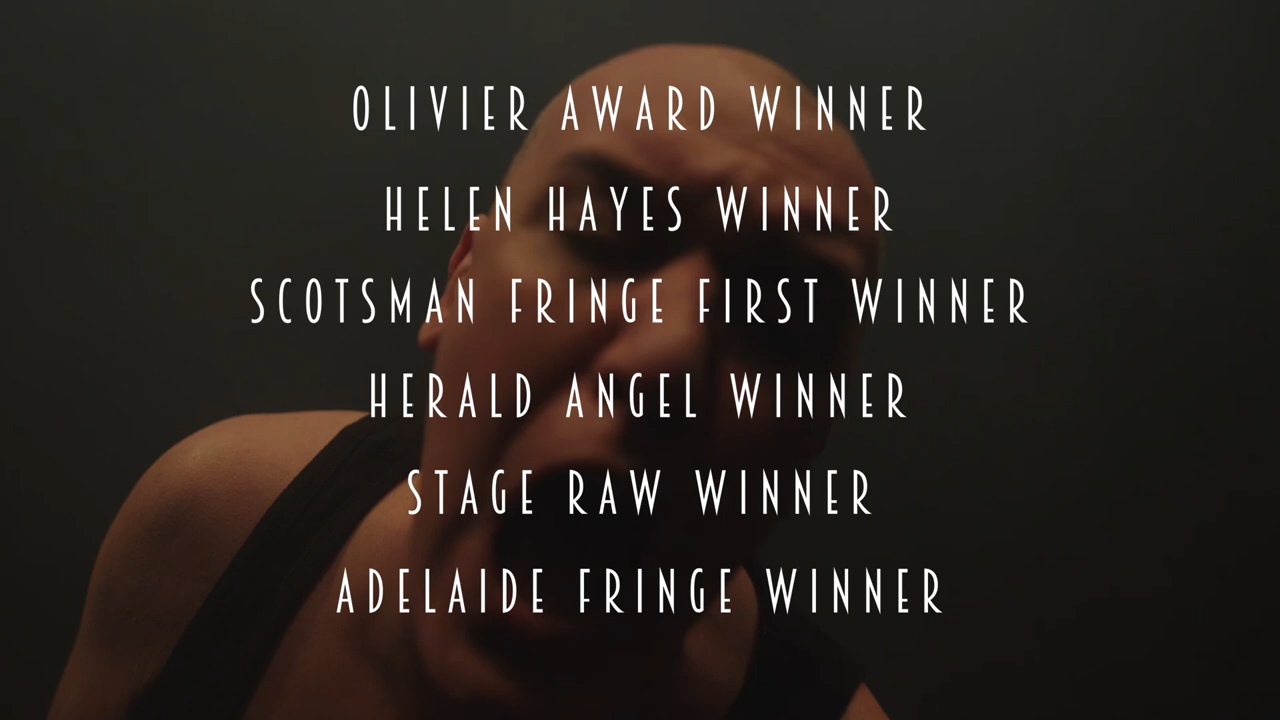 OLIVIER AWARD WINNER
HELEN HAYES WINNER
SCOTSMAN FRINGE FIRST WINNER
HERALD ANGEL WINNER
STAGE RAW WINNER
ADELAIDE FRINGE WINNER